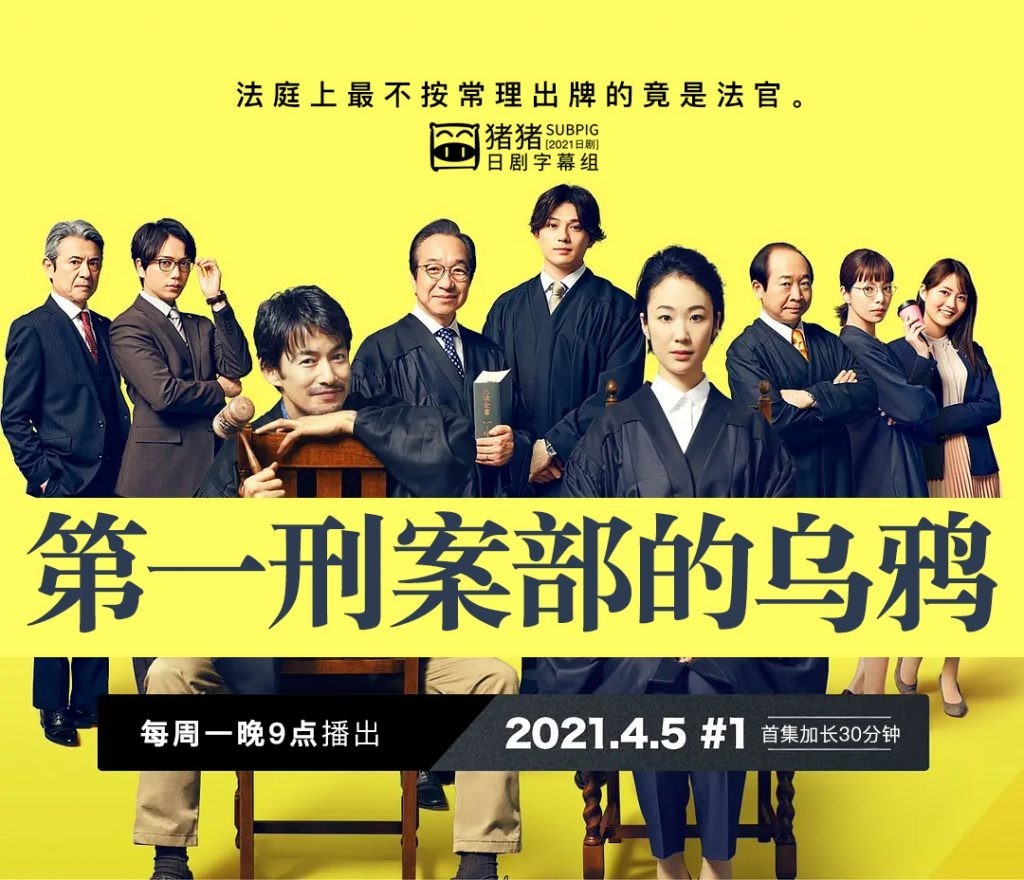 法庭上最不按常理出牌的竟是法官。
猪猪 SUBPIG
[2021日剧]
日剧字幕组
第一刑案部的乌鸦
每周一晚9点播出
2021.4.5 #1 首集加长30分钟